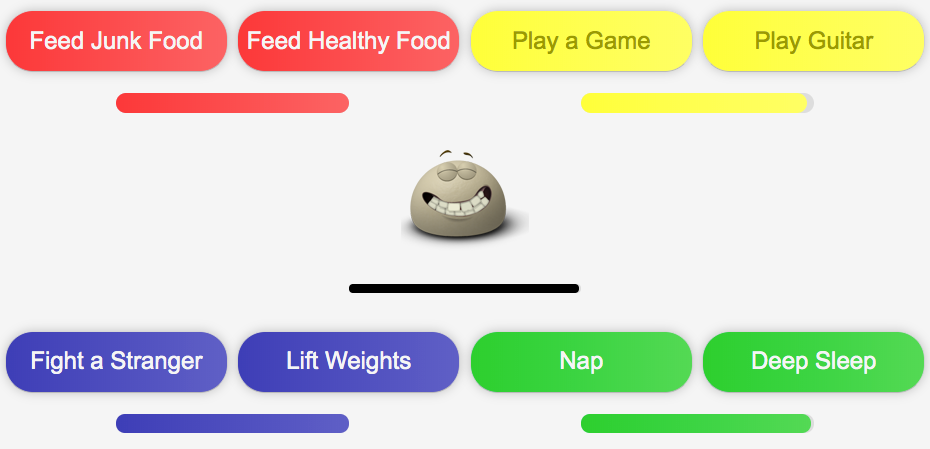 Feed Junk Food
Feed Healthy Food
Play a Game
Play Guitar
Fight a Stranger
Lift Weights
Nap
Deep Sleep